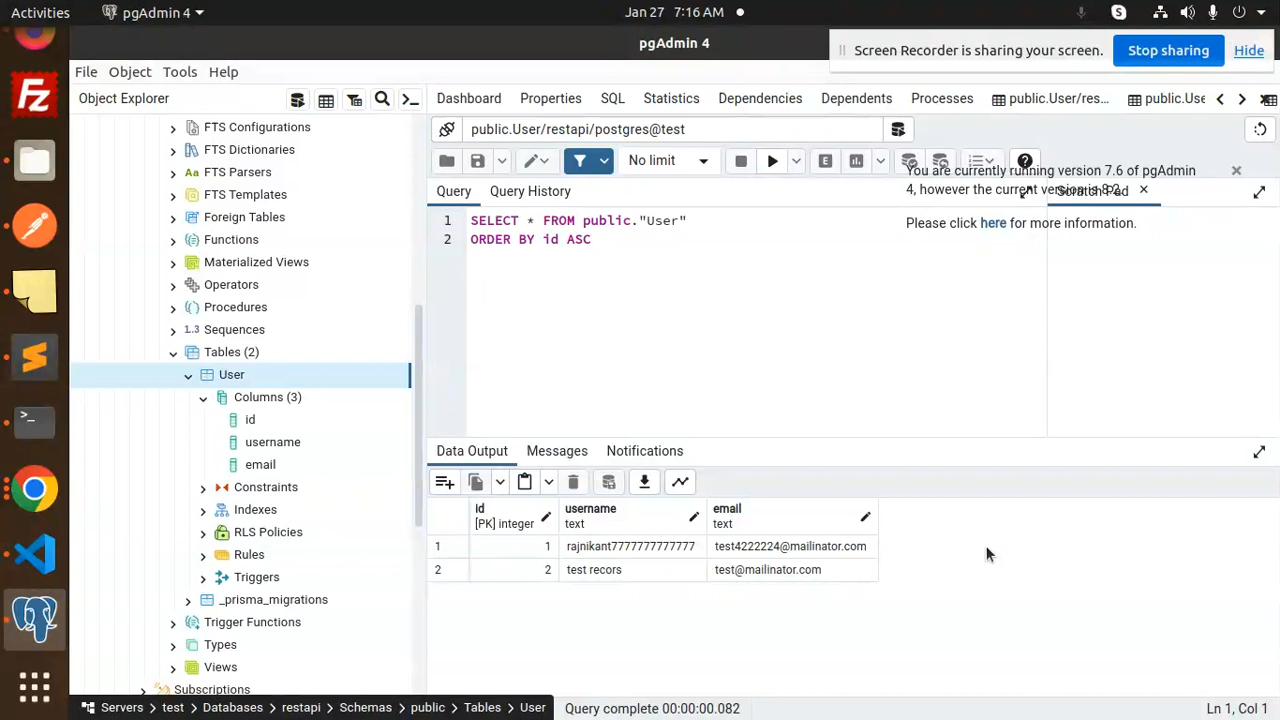 Activities
pgAdmin 4
Jan 27 7:16 AM
pgAdmin 4
Screen Recorder is sharing your screen.
Stop sharing
Hide
File Object Tools Help
Object Explorer
Dashboard Properties SQL Statistics Dependencies Dependents Processes public.User/res... public.Use
FTS Configurations
FTS Dictionaries
Aa FTS Parsers
FTS Templates
Foreign Tables
Functions
Materialized Views
Operators
Procedures
1.3 Sequences
Tables (2)
User
Columns (3)
id
username
email
Constraints
Indexes
RLS Policies
Rules
Triggers
_prisma_migrations
Trigger Functions
Types
Views
Subscriptions
public.User/restapi/postgres@test
No limit
E
You are currently running version 7.6 of pgAdmin
4, however the current version is 8.2.
Please click here for more information.
Query Query History
Scratch Pad
1 SELECT * FROM public."User"
2 ORDER BY id ASC
Data Output Messages Notifications
id username email
[PK] integer text text
1 1 rajnikant7777777777777 test4222224@mailinator.com
2 2 test recors test@mailinator.com
Servers > test > Databases > restapi > Schemas > public > Tables > User
Query complete 00:00:00.082
Ln 1, Col 1